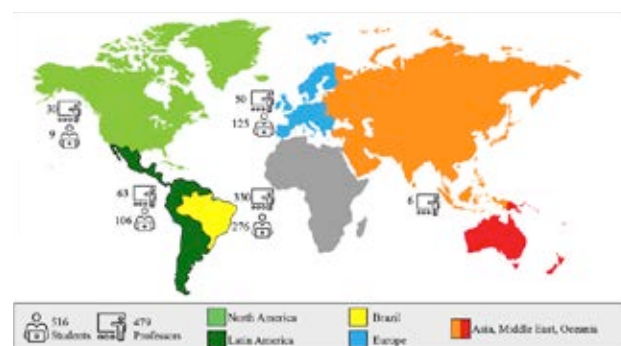 9
50
125
63
106
330
276
6
516
Students
479
Professors
North America
Latin America
Brazil
Europe
Asia, Middle East, Oceania